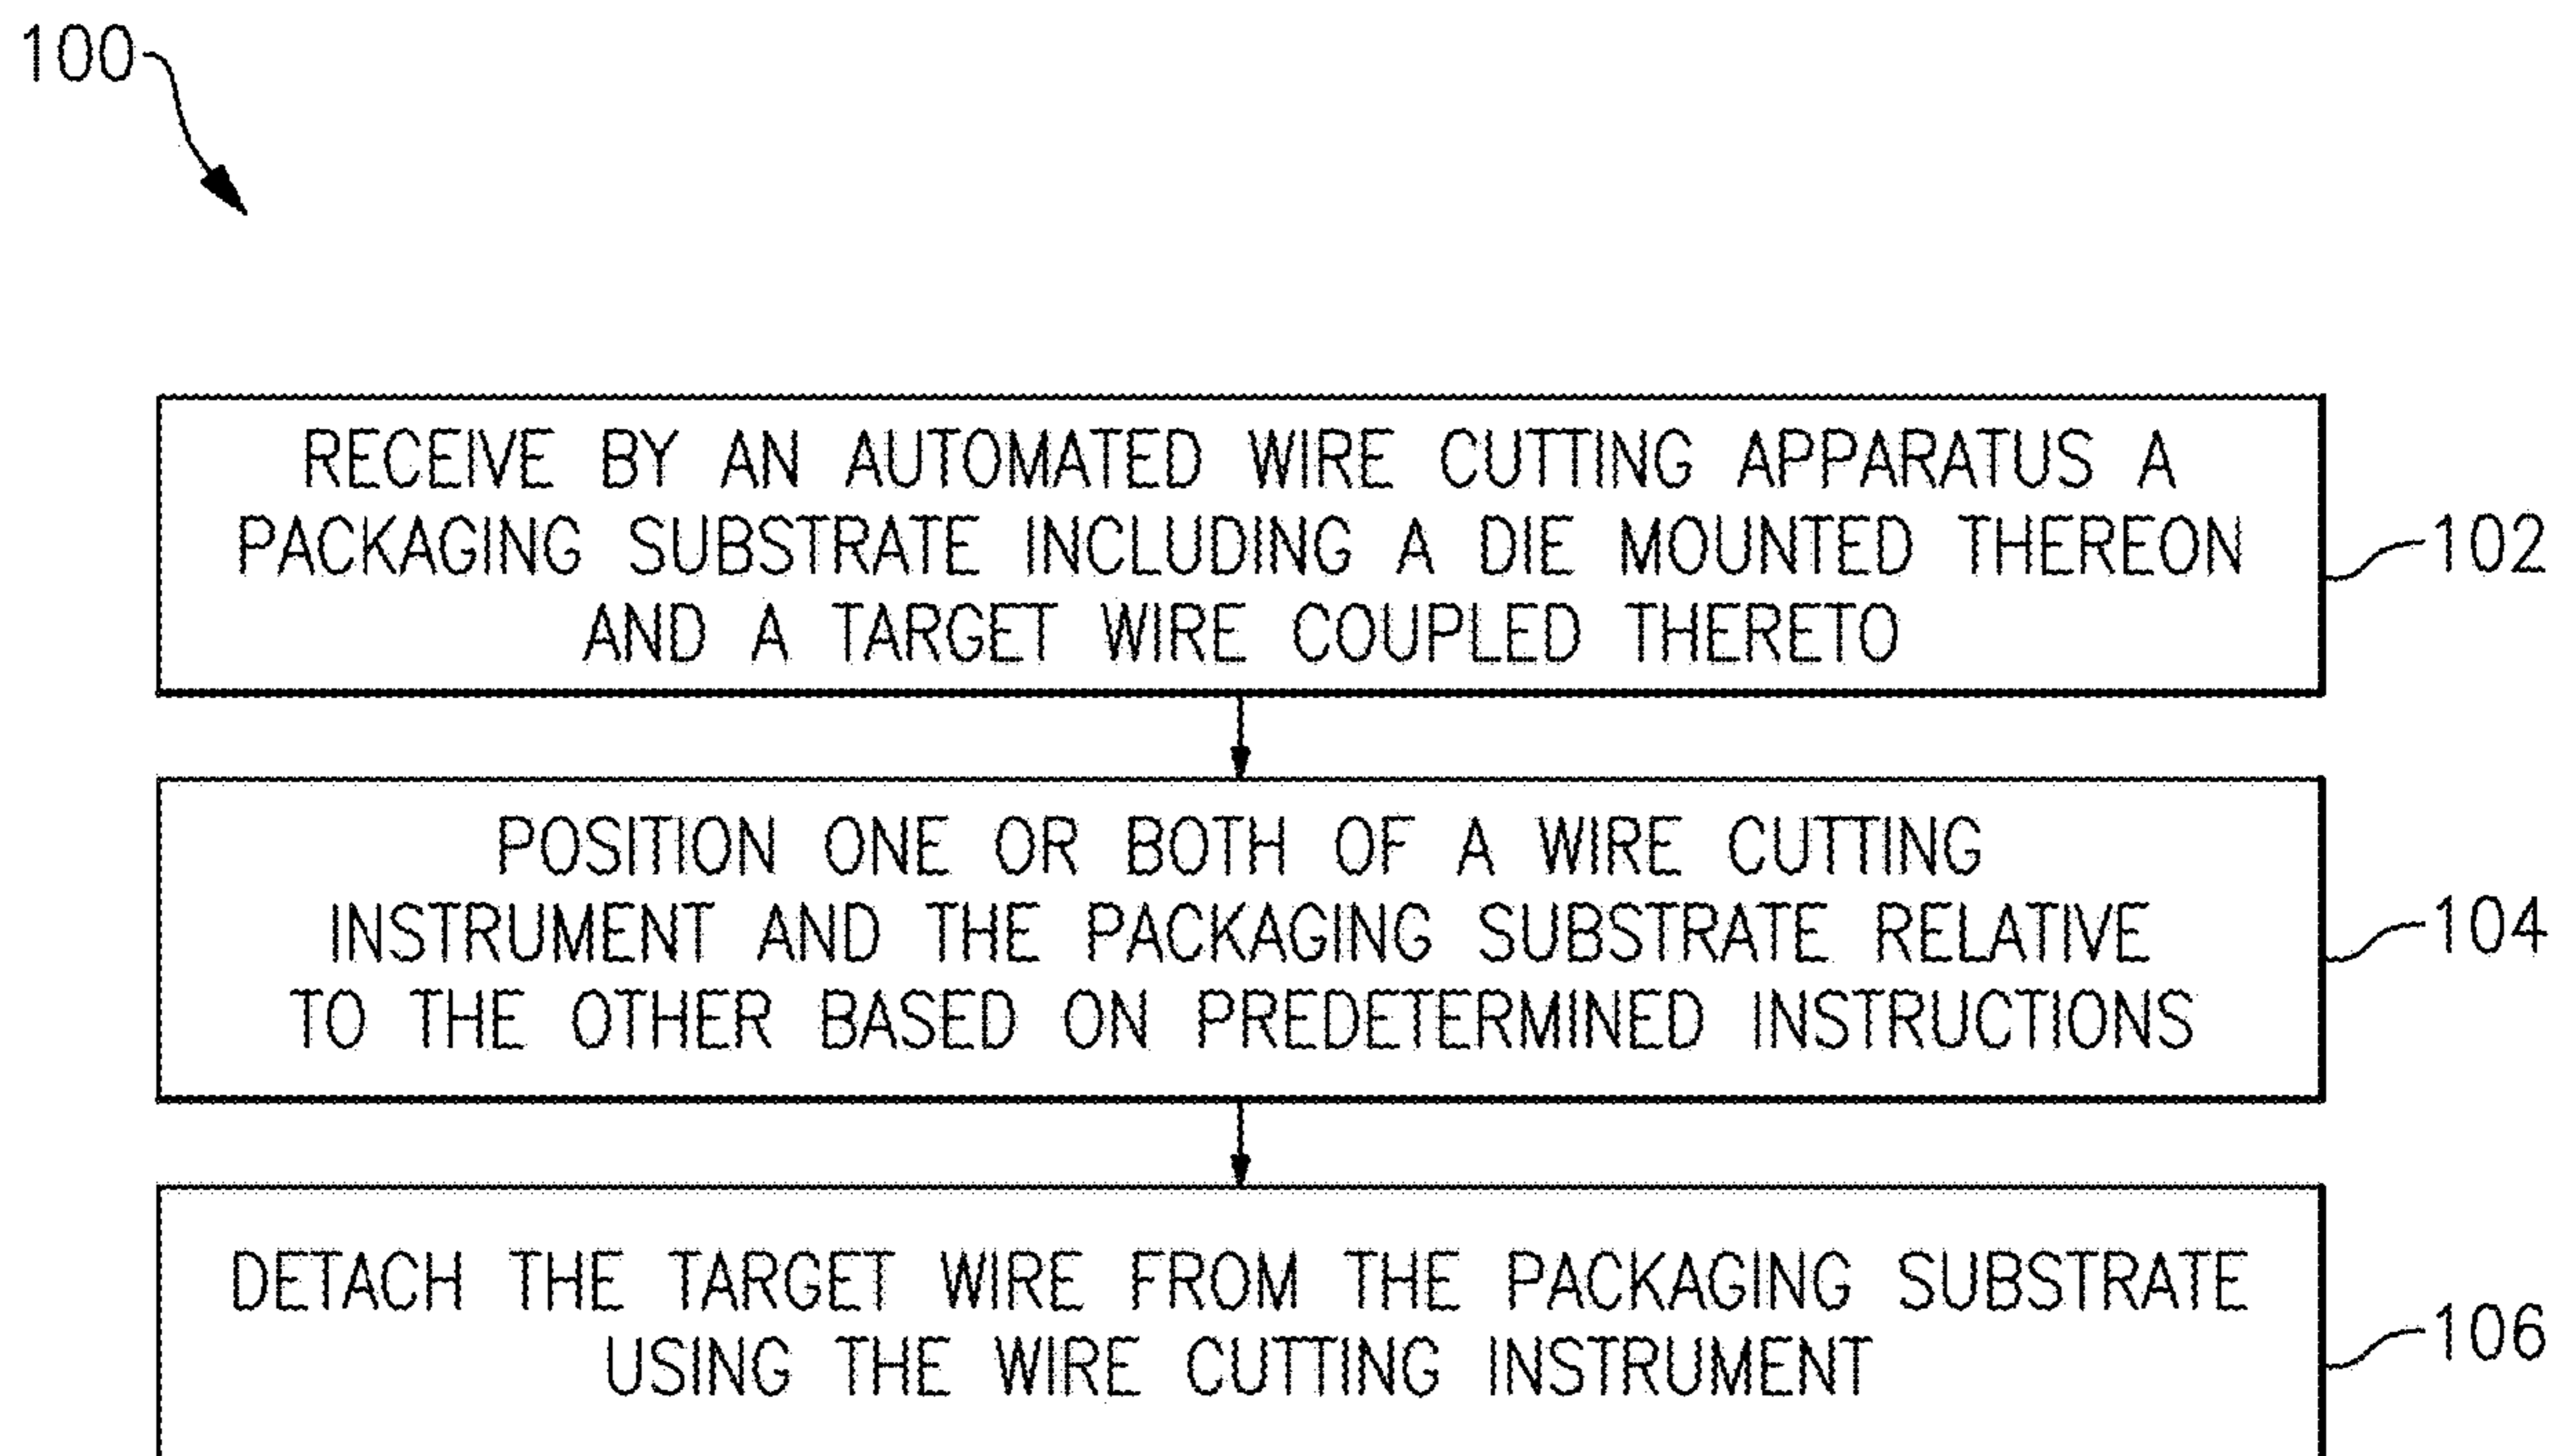 100
RECEIVE BY AN AUTOMATED WIRE CUTTING APPARATUS A
PACKAGING SUBSTRATE INCLUDING A DIE MOUNTED THEREON
AND A TARGET WIRE COUPLED THERETO
102
POSITION ONE OR BOTH OF A WIRE CUTTING
INSTRUMENT AND THE PACKAGING SUBSTRATE RELATIVE
TO THE OTHER BASED ON PREDETERMINED INSTRUCTIONS
104
DETACH THE TARGET WIRE FROM THE PACKAGING SUBSTRATE
USING THE WIRE CUTTING INSTRUMENT
106